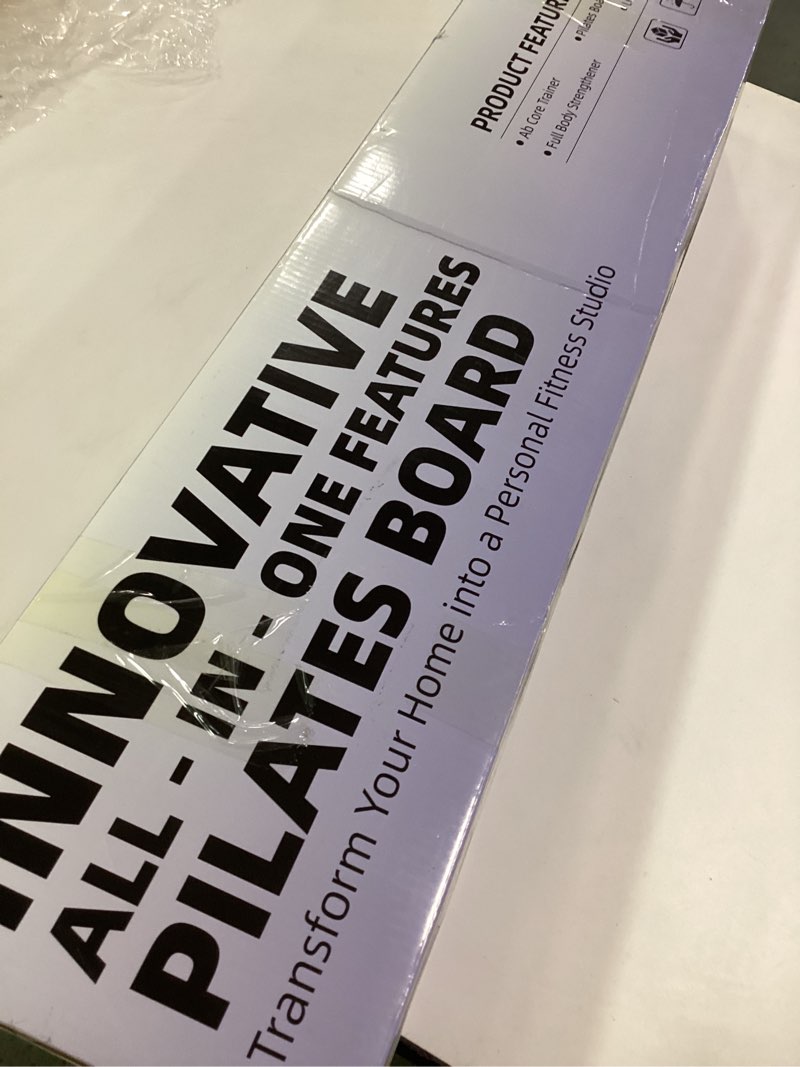 INNOVATIVE
ALL - IN - ONE FEATURES
PILATES BOARD
Transform Your Home into a Personal Fitness Studio
PRODUCT
• Ab Core Trainer
• Pilates
• Full Body Strengthener